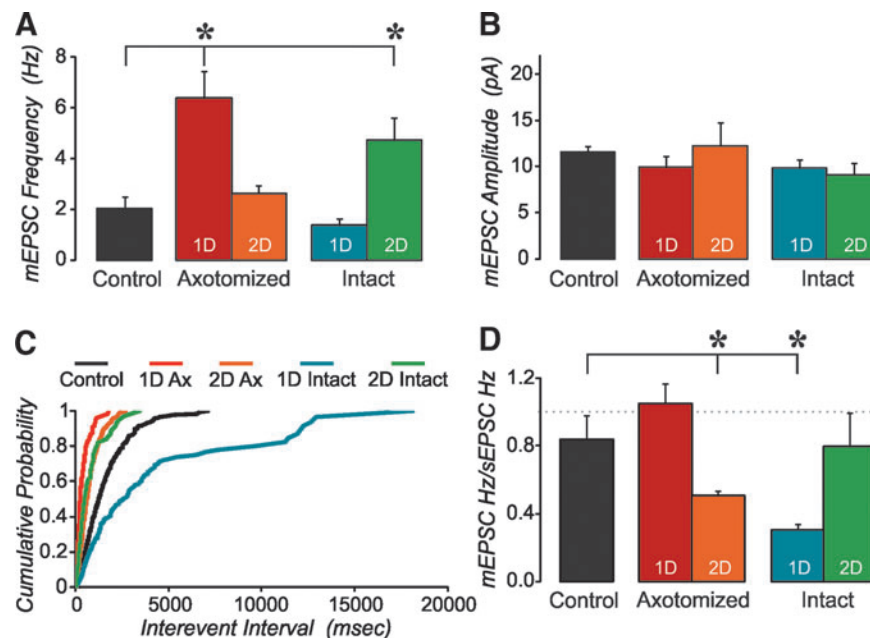 A
mEPSC Frequency (Hz)
8
6
4
2
0
* *
1D 2D 1D 2D
Control Axotomized Intact
B
mEPSC Amplitude (pA)
20
15
10
5
0
1D 2D 1D 2D
Control Axotomized Intact
C
Control 1D Ax 2D Ax 1D Intact 2D Intact
Cumulative Probability
1
0.8
0.6
0.4
0.2
0
0 5000 10000 15000 20000
Interevent Interval (msec)
D
mEPSC Hz/sEPSC Hz
1.2
0.8
0.4
0.0
* *
1D 2D 1D 2D
Control Axotomized Intact